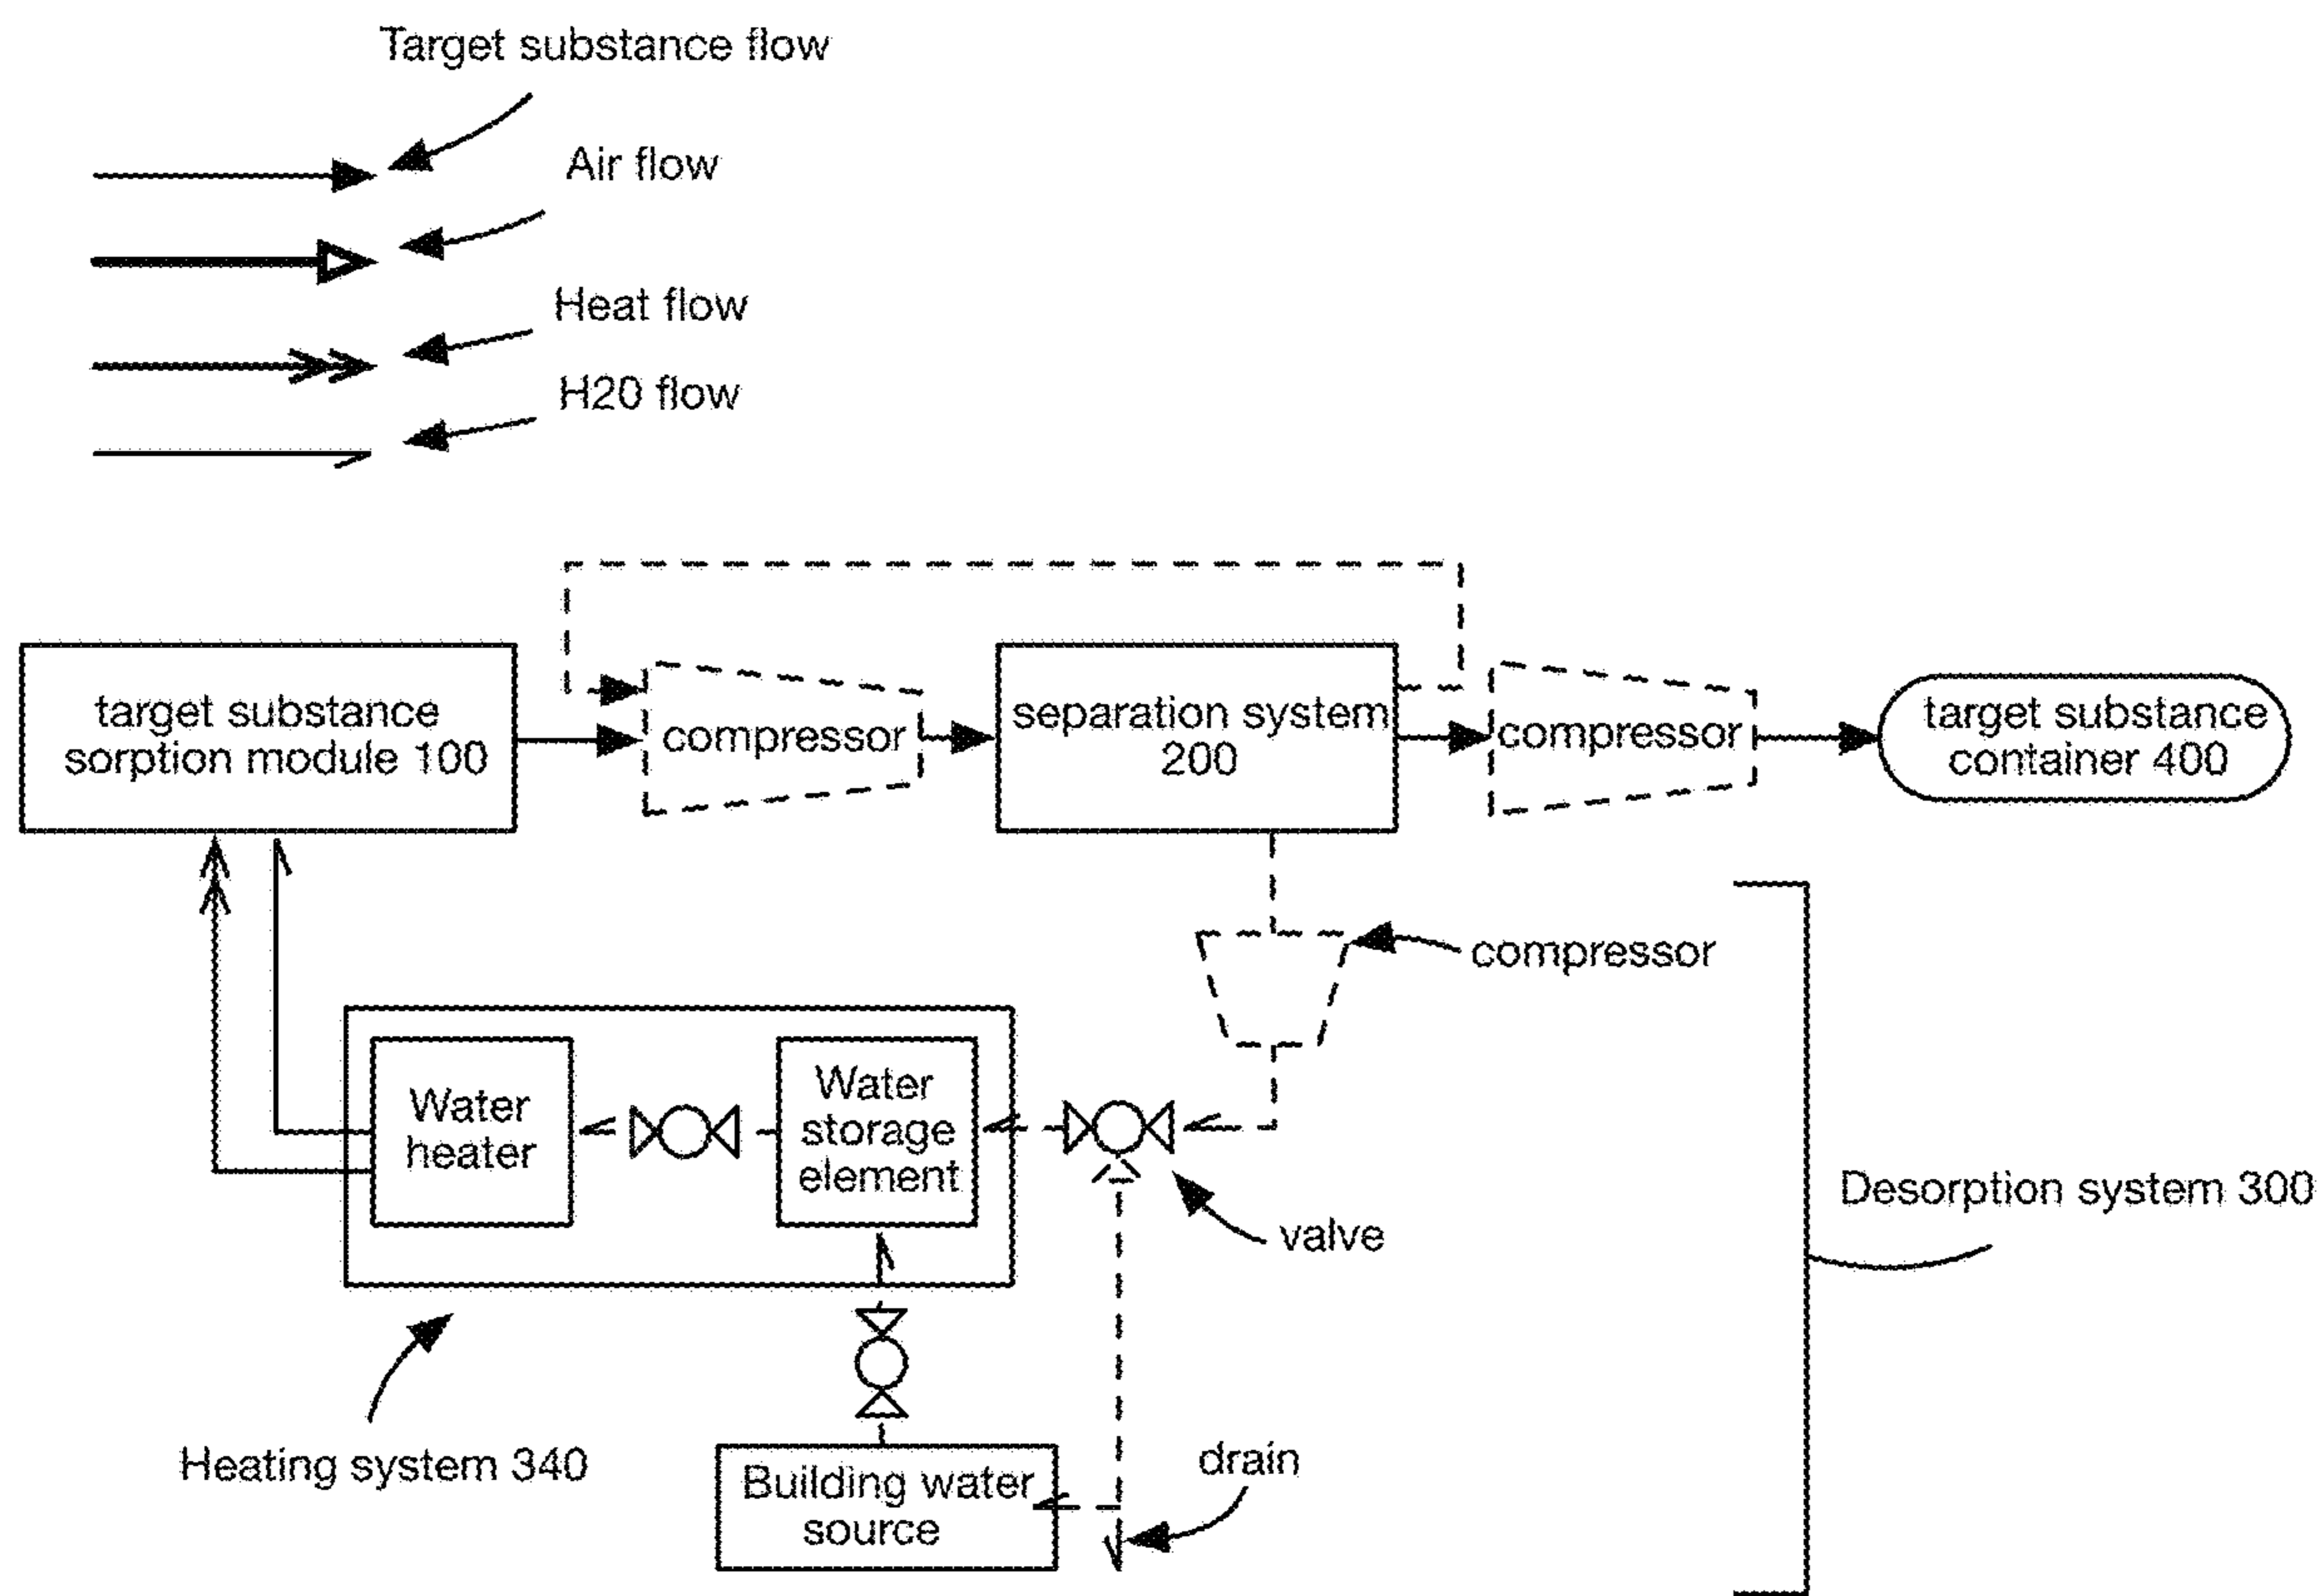 Target substance flow
Air flow
Heat flow
H20 flow
target substance
sorption module 100
compressor
separation system
200
compressor
target substance
container 400
compressor
Water
heater
Water
storage
element
valve
Desorption system 300
Heating system 340
Building water
source
drain